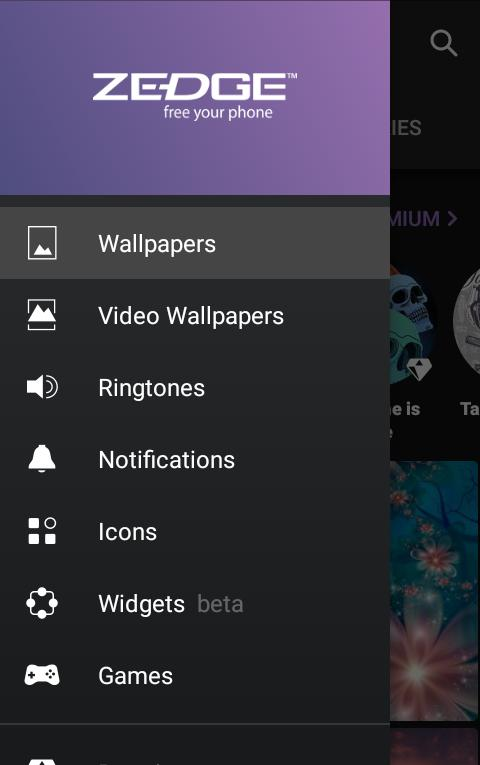 ZEDGE™
free your phone
Wallpapers
Video Wallpapers
Ringtones
Notifications
Icons
Widgets beta
Games